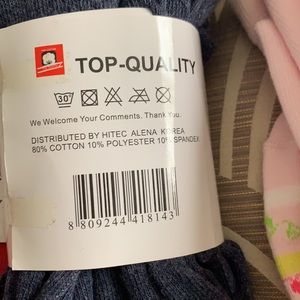 TOP-QUALITY
30°
We Welcome Your Comments. Thank You.
DISTRIBUTED BY HITEC ALENA KOREA
80% COTTON 10% POLYESTER 10% SPANDEX
8 809244 418143